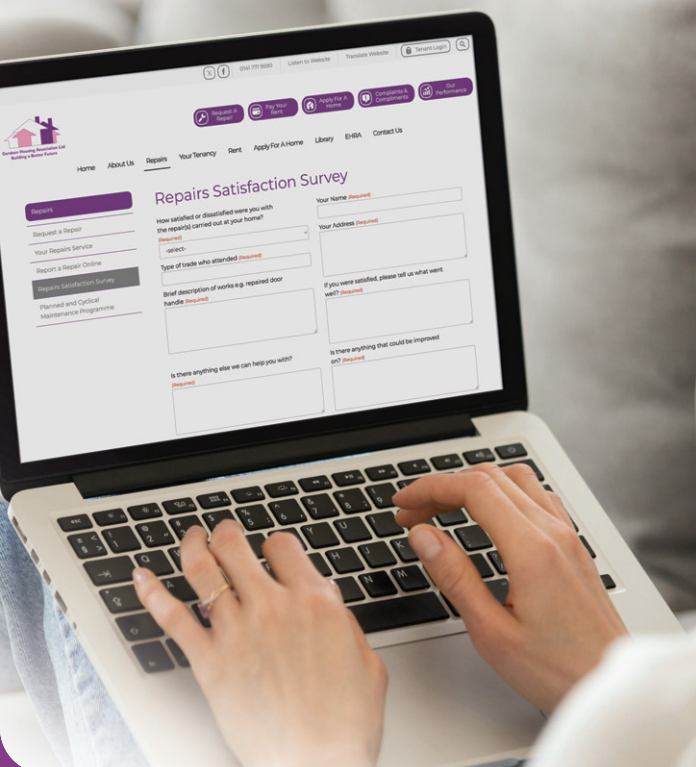 0141 771 9590
Listen to Website
Translate Website
Tenant Login
Request A
Repair
Pay Your
Rent
Apply For A
Home
Complaints &
Compliments
Our
Performance
Gardeen Housing Association Ltd
Building a Better Future
Home About Us Repairs Your Tenancy Rent Apply For A Home Library EHRA Contact Us
Repairs
Request a Repair
Your Repairs Service
Report a Repair Online
Repairs Satisfaction Survey
Planned and Cyclical
Maintenance Programme
Repairs Satisfaction Survey
How satisfied or dissatisfied were you with
the repair(s) carried out at your home?
(Required)
-select-
Type of trade who attended (Required)
Brief description of works e.g. repaired door
handle (Required)
Is there anything else we can help you with?
(Required)
Your Name (Required)
Your Address (Required)
If you were satisfied, please tell us what went
well? (Required)
Is there anything that could be improved
on? (Required)
esc
Q
Y U I
A H J K
N M